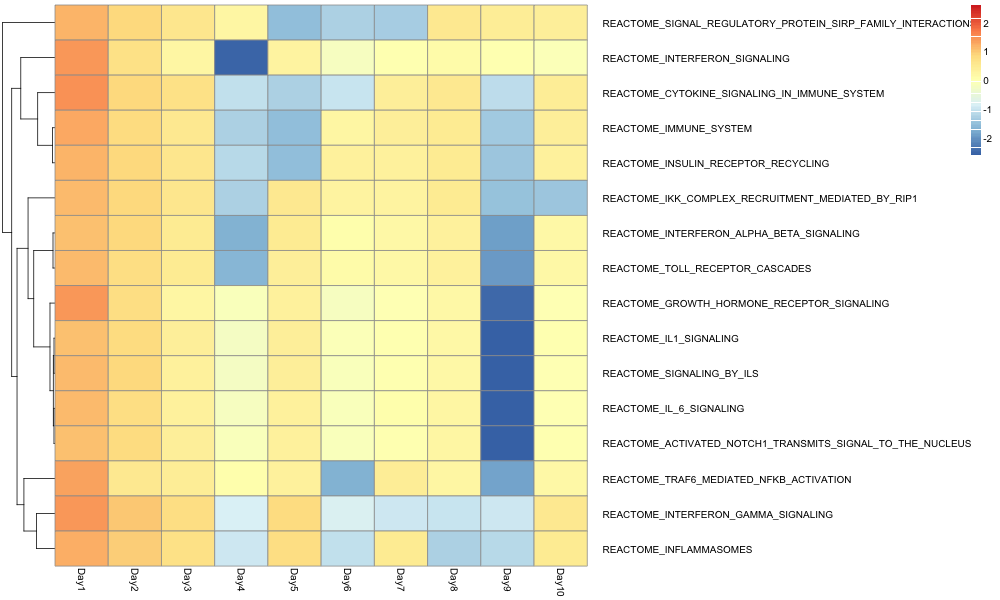 REACTOME_SIGNAL_REGULATORY_PROTEIN_SIRP_FAMILY_INTERACTIONS
REACTOME_INTERFERON_SIGNALING
REACTOME_CYTOKINE_SIGNALING_IN_IMMUNE_SYSTEM
REACTOME_IMMUNE_SYSTEM
REACTOME_INSULIN_RECEPTOR_RECYCLING
REACTOME_IKK_COMPLEX_RECRUITMENT_MEDIATED_BY_RIP1
REACTOME_INTERFERON_ALPHA_BETA_SIGNALING
REACTOME_TOLL_RECEPTOR_CASCADES
REACTOME_GROWTH_HORMONE_RECEPTOR_SIGNALING
REACTOME_IL1_SIGNALING
REACTOME_SIGNALING_BY_ILS
REACTOME_IL_6_SIGNALING
REACTOME_ACTIVATED_NOTCH1_TRANSMITS_SIGNAL_TO_THE_NUCLEUS
REACTOME_TRAF6_MEDIATED_NFKB_ACTIVATION
REACTOME_INTERFERON_GAMMA_SIGNALING
REACTOME_INFLAMMASOMES
2
1
0
-1
-2
Day1
Day2
Day3
Day4
Day5
Day6
Day7
Day8
Day9
Day10